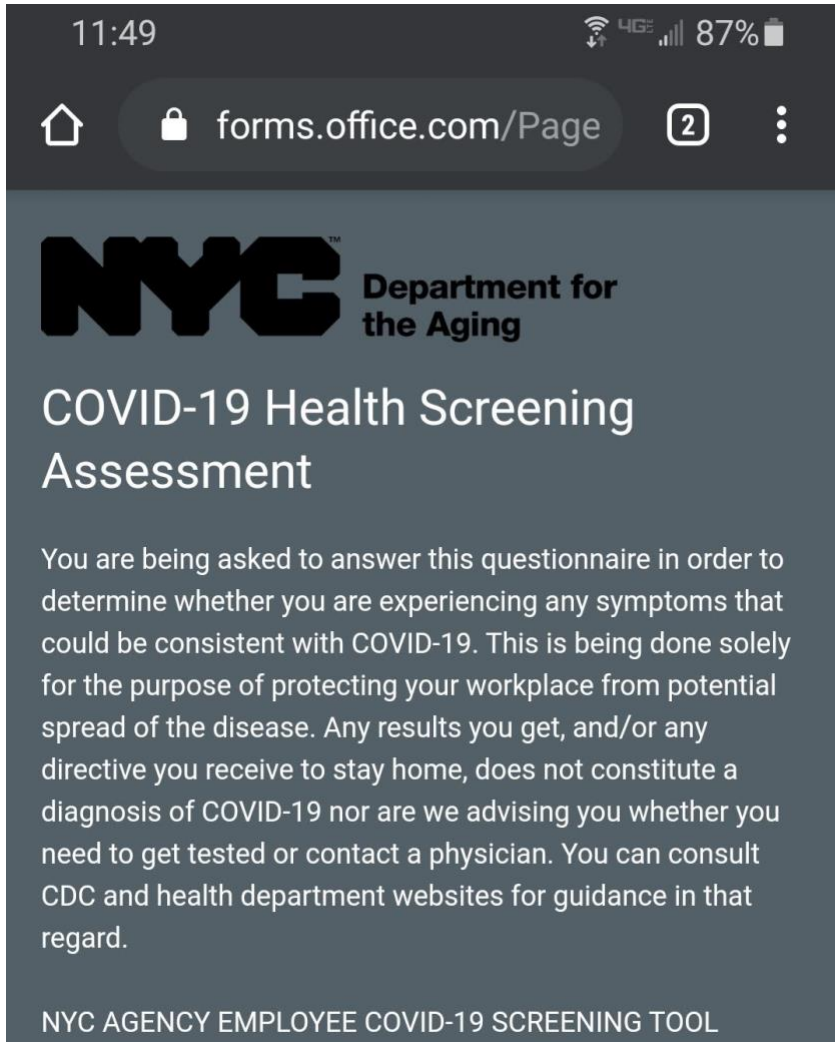 11:49
4GE 87%
forms.office.com/Page
2
NYC™
Department for
the Aging
COVID-19 Health Screening
Assessment
You are being asked to answer this questionnaire in order to
determine whether you are experiencing any symptoms that
could be consistent with COVID-19. This is being done solely
for the purpose of protecting your workplace from potential
spread of the disease. Any results you get, and/or any
directive you receive to stay home, does not constitute a
diagnosis of COVID-19 nor are we advising you whether you
need to get tested or contact a physician. You can consult
CDC and health department websites for guidance in that
regard.
NYC AGENCY EMPLOYEE COVID-19 SCREENING TOOL